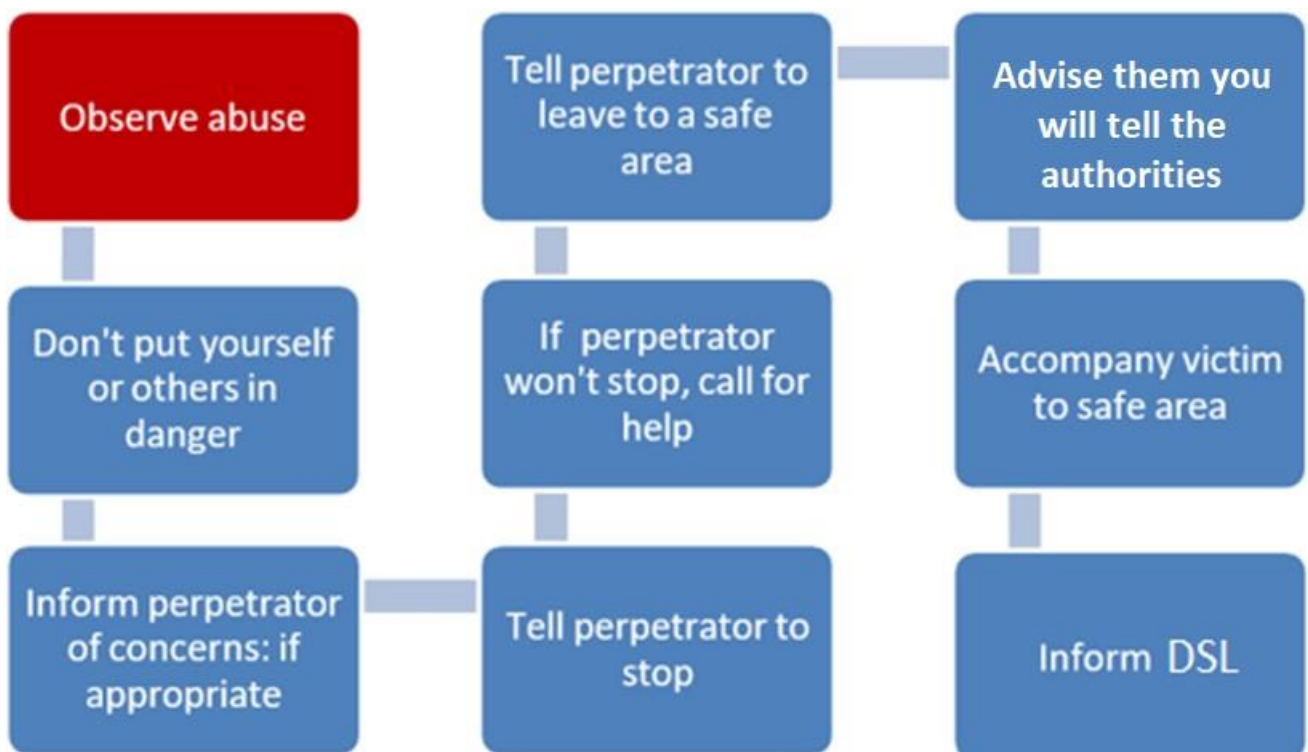 Observe abuse
Don't put yourself
or others in
danger
Inform perpetrator
of concerns: if
appropriate
Tell perpetrator to
stop
If perpetrator
won't stop, call for
help
Tell perpetrator to
leave to a safe
area
Advise them you
will tell the
authorities
Accompany victim
to safe area
Inform DSL